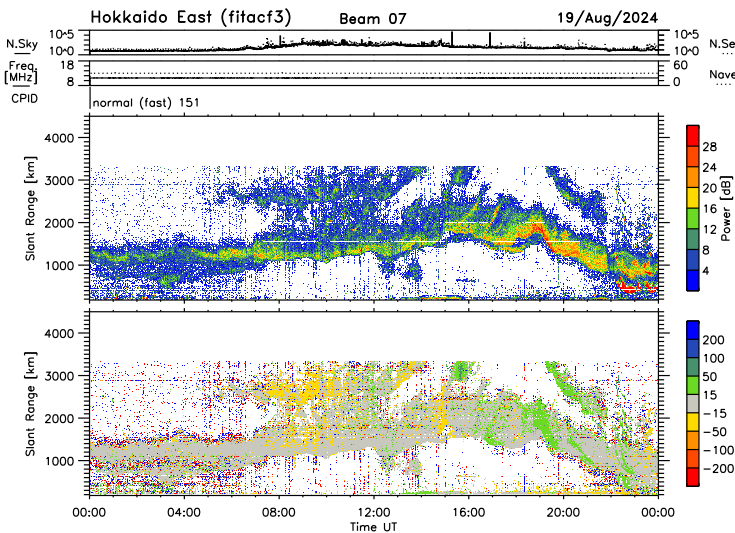 Hokkaido East (fitacf3) Beam 07 19/Aug/2024
N.Sky 10^5 10^0 10^5 10^0 N.Se
Freq. [MHz] 18 8 60 0 Nave
CPID normal (fast) 151
Slant Range [km] 4000 3000 2000 1000
Power [dB] 28 24 20 16 12 8 4
Slant Range [km] 4000 3000 2000 1000
200 100 50 15 -15 -50 -100 -200
00:00 04:00 08:00 12:00 16:00 20:00 00:00
Time UT